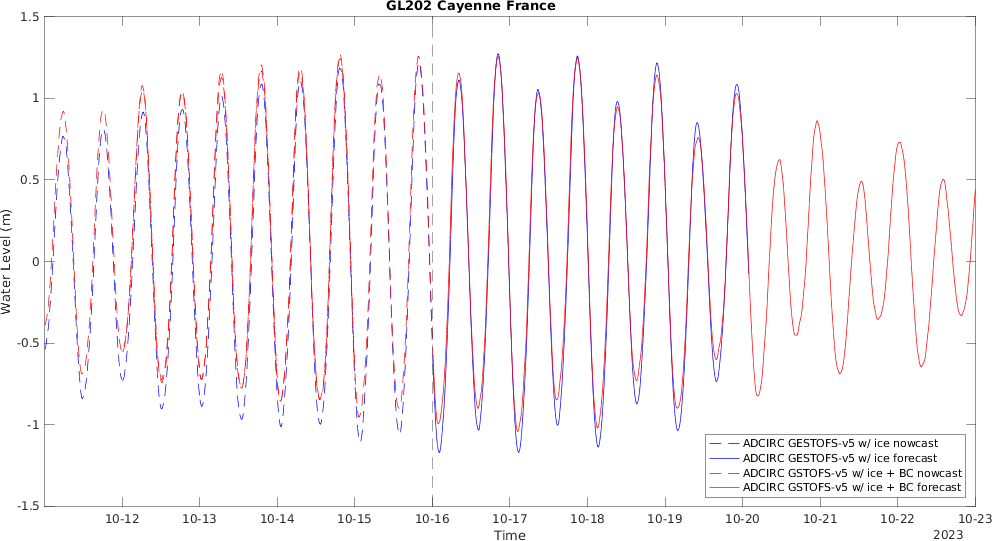 GL202 Cayenne France
1.5
1
0.5
0
-0.5
-1
-1.5
Water Level (m)
10-12 10-13 10-14 10-15 10-16 10-17 10-18 10-19 10-20 10-21 10-22 10-23
Time
2023
ADCIRC GESTOFS-v5 w/ ice nowcast
ADCIRC GESTOFS-v5 w/ ice forecast
ADCIRC GSTOFS-v5 w/ ice + BC nowcast
ADCIRC GSTOFS-v5 w/ ice + BC forecast